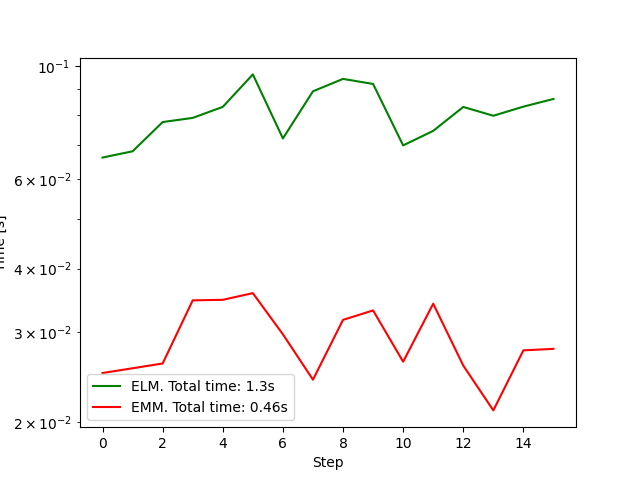 10⁻¹
6 × 10⁻²
4 × 10⁻²
3 × 10⁻²
2 × 10⁻²
Time [s]
ELM. Total time: 1.3s
EMM. Total time: 0.46s
0 2 4 6 8 10 12 14
Step